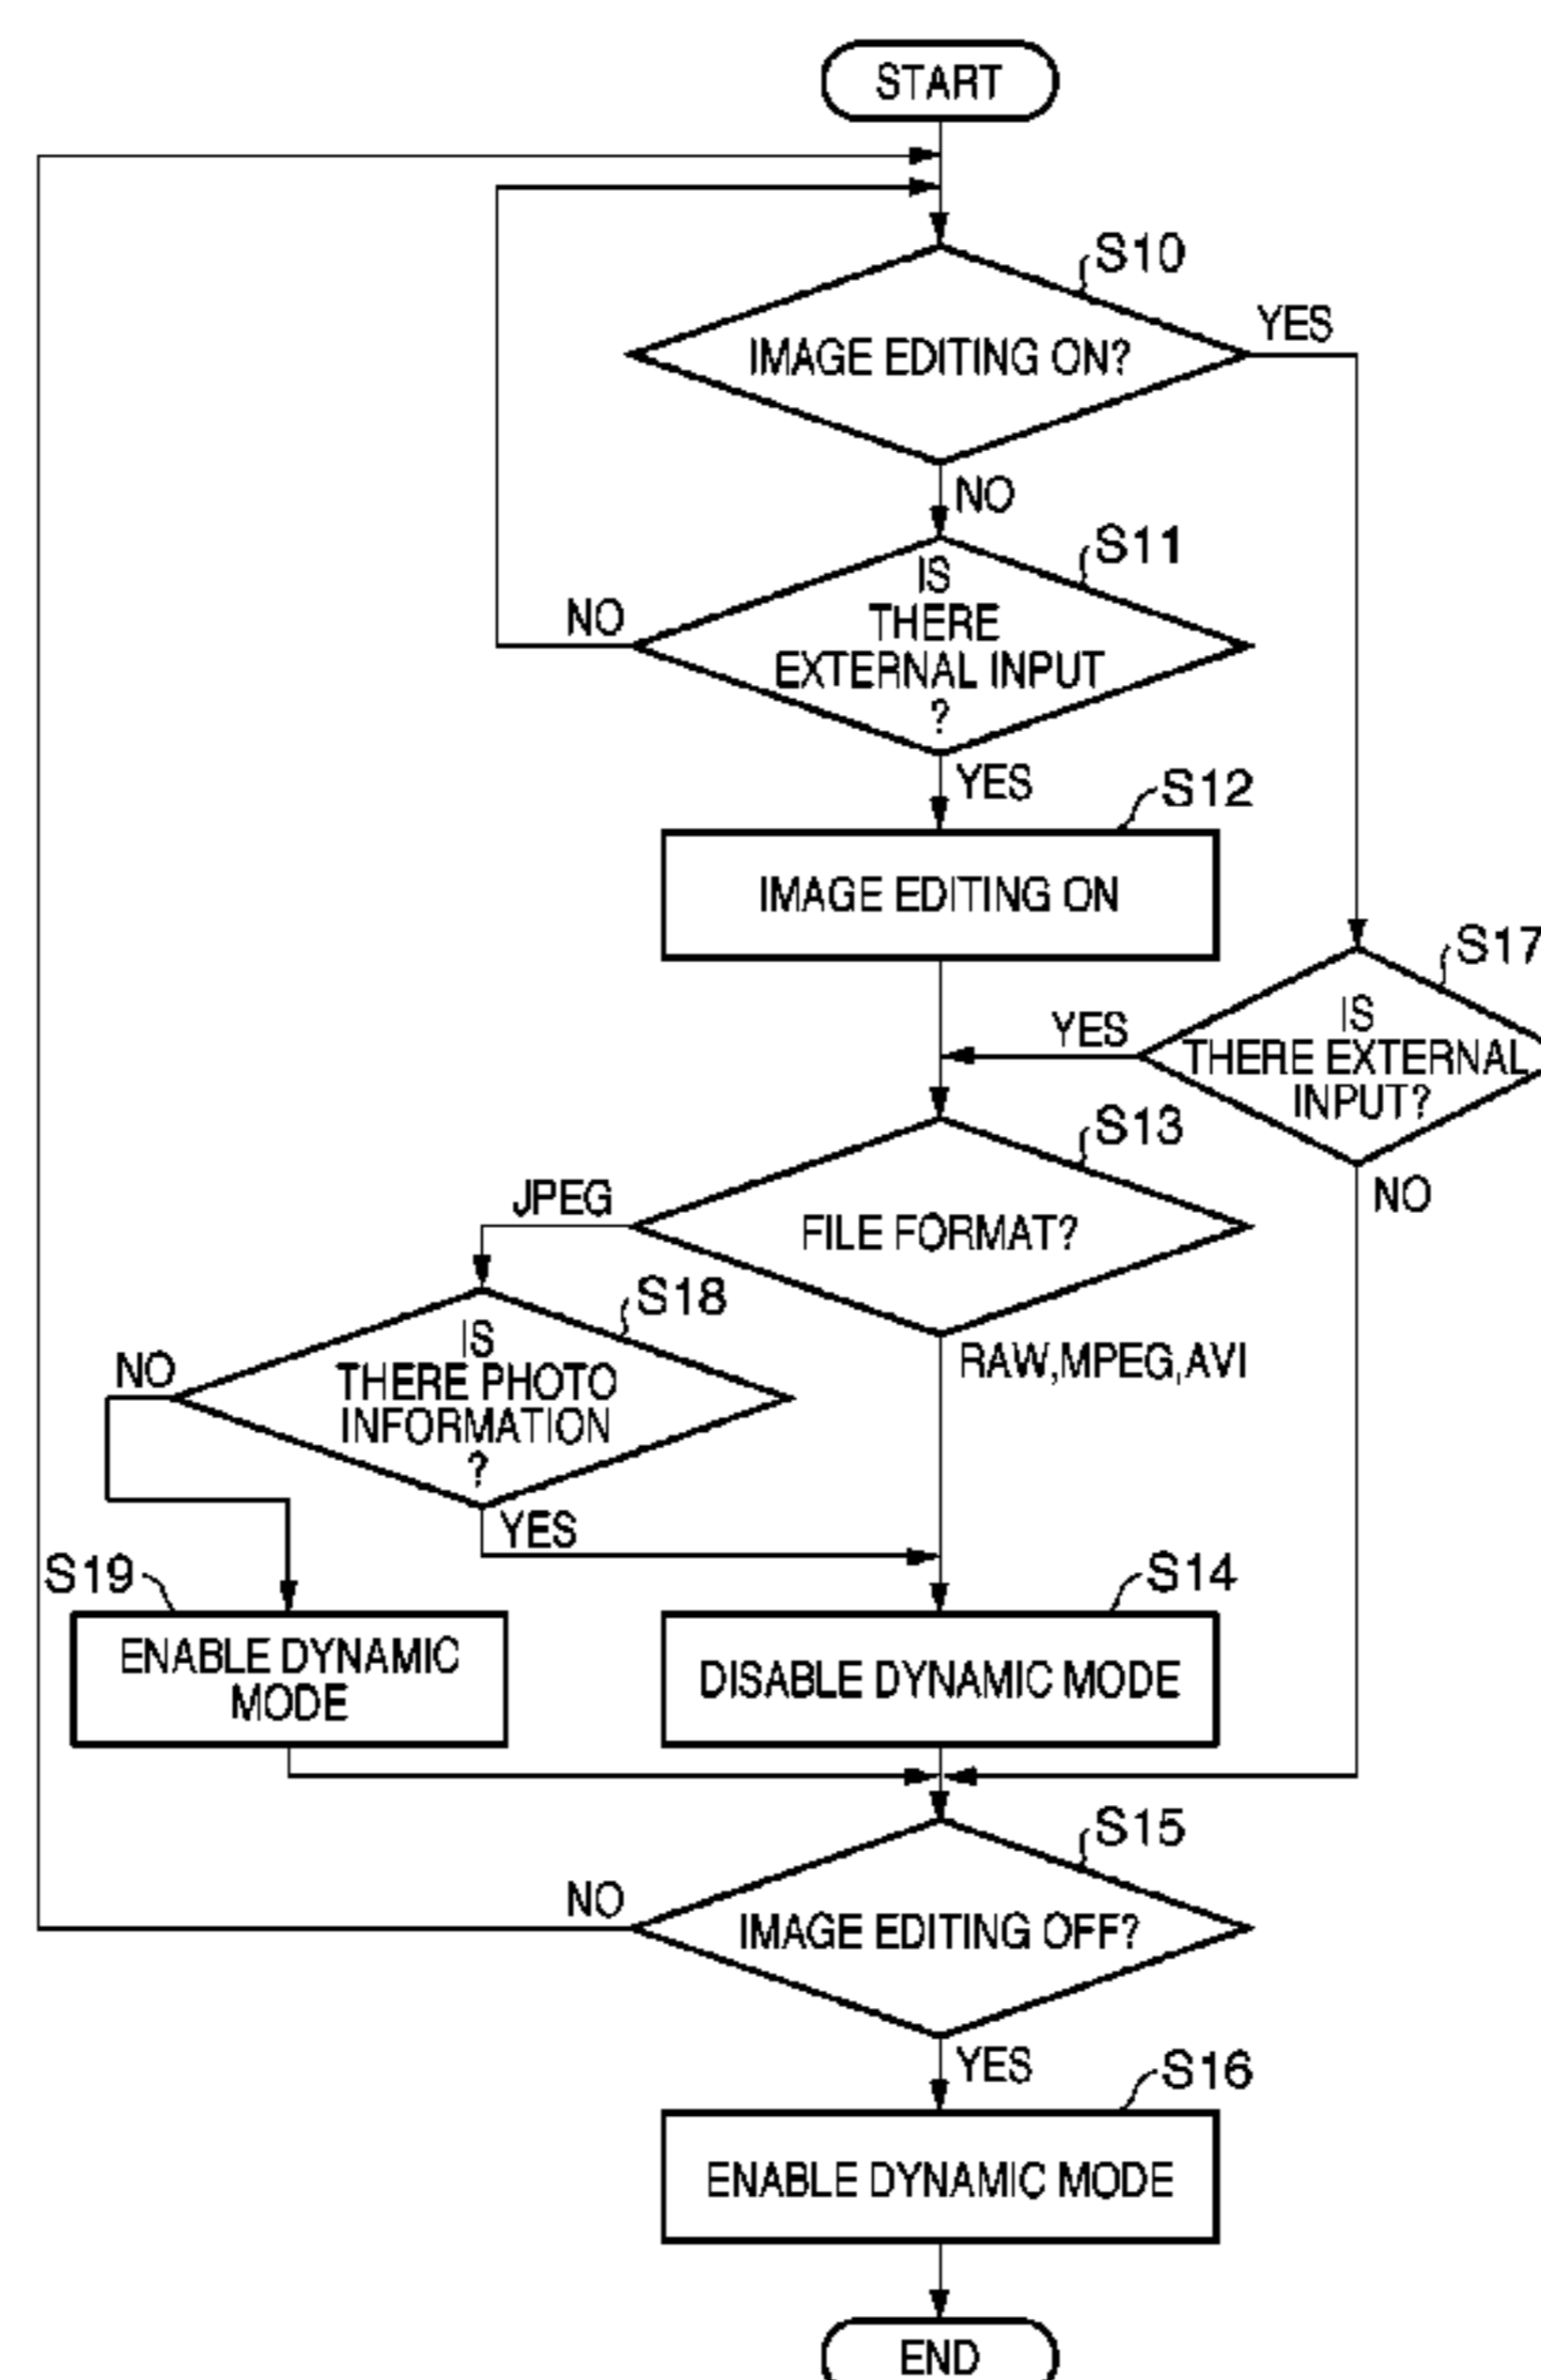 START
S10
IMAGE EDITING ON?
YES
NO
S11
IS
THERE
EXTERNAL INPUT
?
NO
YES
S12
IMAGE EDITING ON
S17
IS
THERE EXTERNAL
INPUT?
YES
NO
S13
FILE FORMAT?
JPEG
RAW,MPEG,AVI
S18
IS
THERE PHOTO
INFORMATION
?
NO
YES
S19
ENABLE DYNAMIC
MODE
S14
DISABLE DYNAMIC MODE
S15
IMAGE EDITING OFF?
NO
YES
S16
ENABLE DYNAMIC MODE
END